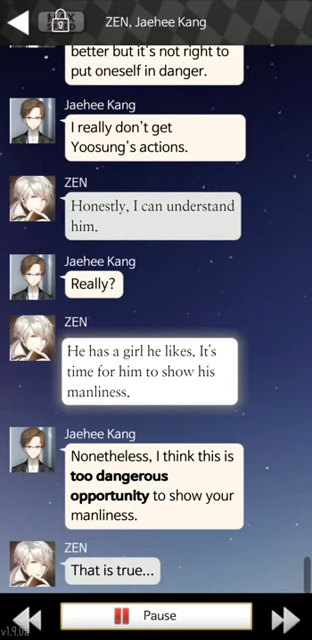 ZEN, Jaehee Kang
better but it's not right to
put oneself in danger.
Jaehee Kang
I really don't get
Yoosung's actions.
ZEN
Honestly, I can understand
him.
Jaehee Kang
Really?
ZEN
He has a girl he likes. It's
time for him to show his
manliness.
Jaehee Kang
Nonetheless, I think this is
too dangerous
opportunity to show your
manliness.
ZEN
That is true...
Pause